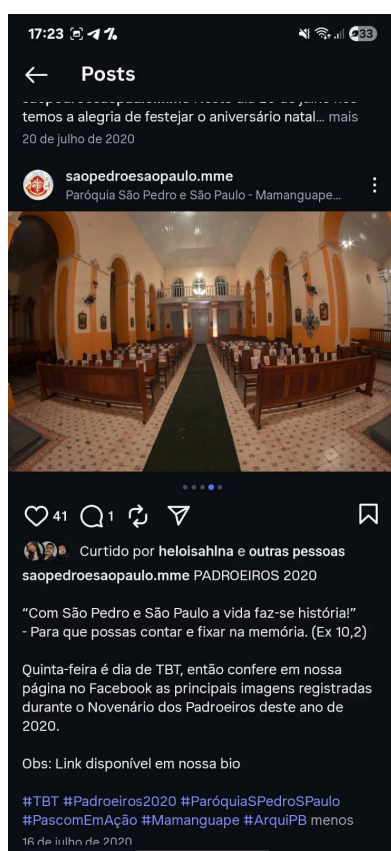 17:23
33
Posts
temos a alegria de festejar o aniversário natal... mais
20 de julho de 2020
saopedroesaopaulo.mme
Paróquia São Pedro e São Paulo - Mamanguape...
41 1
Curtido por heloisahlna e outras pessoas
saopedroesaopaulo.mme PADROEIROS 2020
“Com São Pedro e São Paulo a vida faz-se história!”
- Para que possas contar e fixar na memória. (Ex 10,2)
Quinta-feira é dia de TBT, então confere em nossa
página no Facebook as principais imagens registradas
durante o Novenário dos Padroeiros deste ano de
2020.
Obs: Link disponível em nossa bio
#TBT #Padroeiros2020 #ParóquiaSPedroSPaulo
#PascomEmAção #Mamanguape #ArquiPB menos
16 de julho de 2020